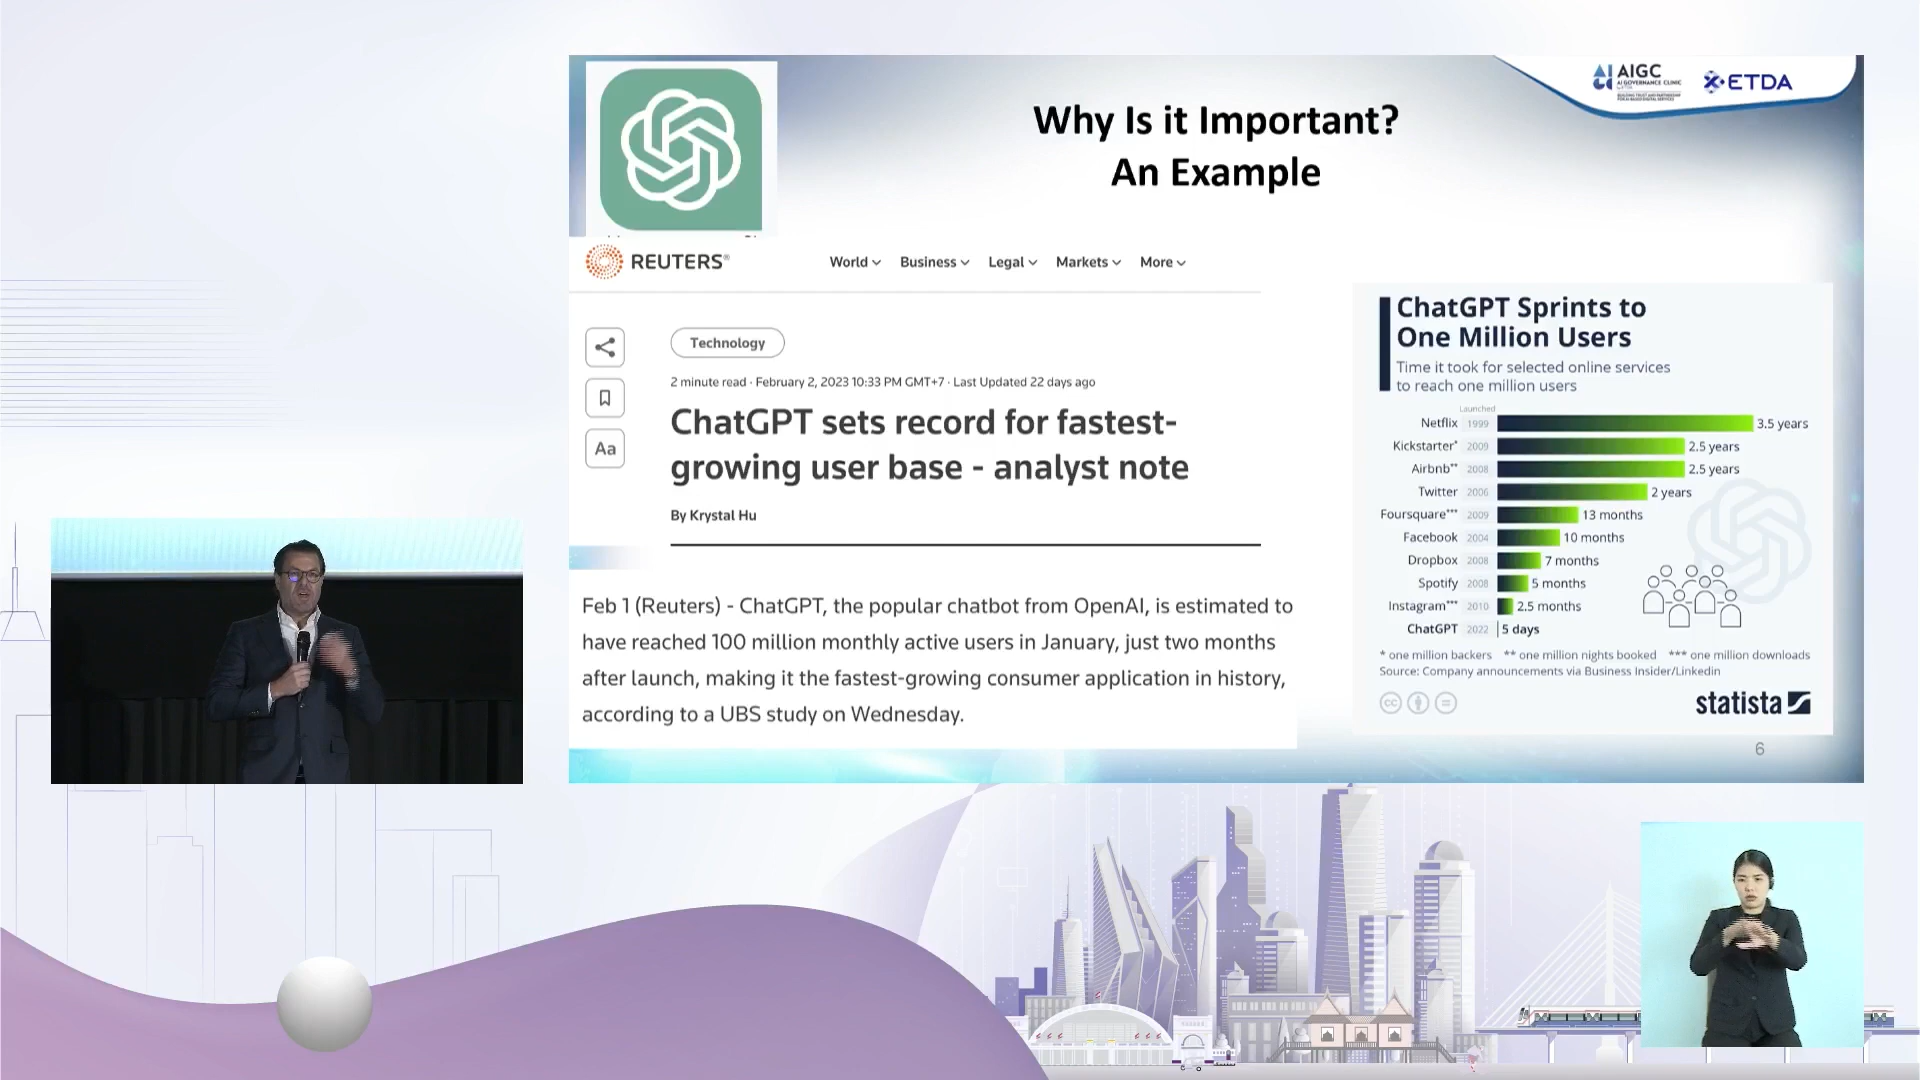 AIGC
AI GOVERNANCE CLINIC
ETDA
Why Is it Important?
An Example
REUTERS®
World
Business
Legal
Markets
More
Technology
2 minute read · February 2, 2023 10:33 PM GMT+7 · Last Updated 22 days ago
Aa
ChatGPT sets record for fastest-
growing user base - analyst note
By Krystal Hu
Feb 1 (Reuters) - ChatGPT, the popular chatbot from OpenAI, is estimated to
have reached 100 million monthly active users in January, just two months
after launch, making it the fastest-growing consumer application in history,
according to a UBS study on Wednesday.
ChatGPT Sprints to
One Million Users
Time it took for selected online services
to reach one million users
Launched
Netflix 1999 3.5 years
Kickstarter* 2009 2.5 years
Airbnb** 2008 2.5 years
Twitter 2006 2 years
Foursquare*** 2009 13 months
Facebook 2004 10 months
Dropbox 2008 7 months
Spotify 2008 5 months
Instagram*** 2010 2.5 months
ChatGPT 2022 5 days
* one million backers ** one million nights booked *** one million downloads
Source: Company announcements via Business Insider/Linkedin
cc
statista
6